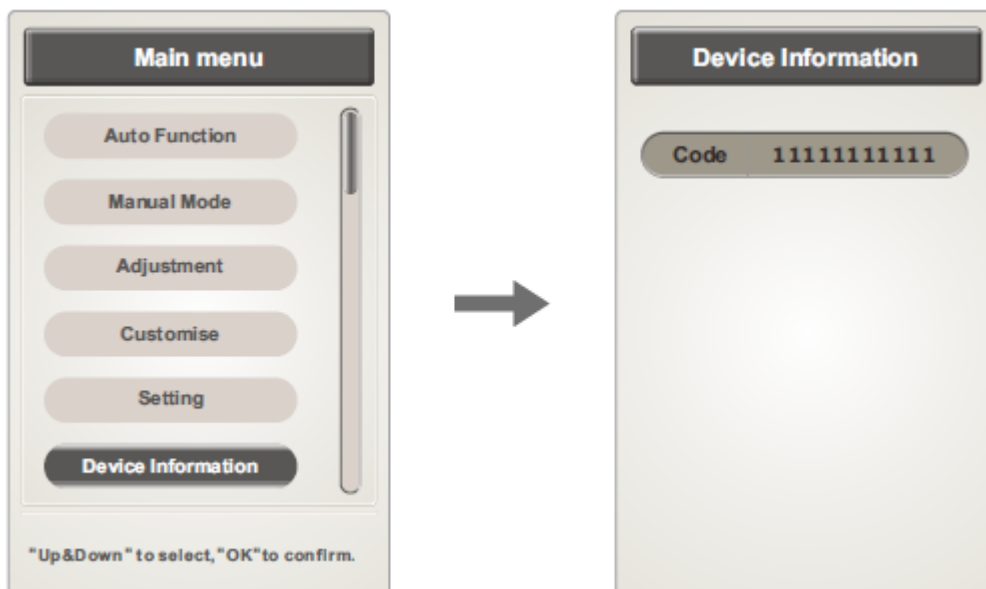 Main menu
Auto Function
Manual Mode
Adjustment
Customise
Setting
Device Information
"Up&Down" to select,"OK"to confirm.
Device Information
Code 11111111111